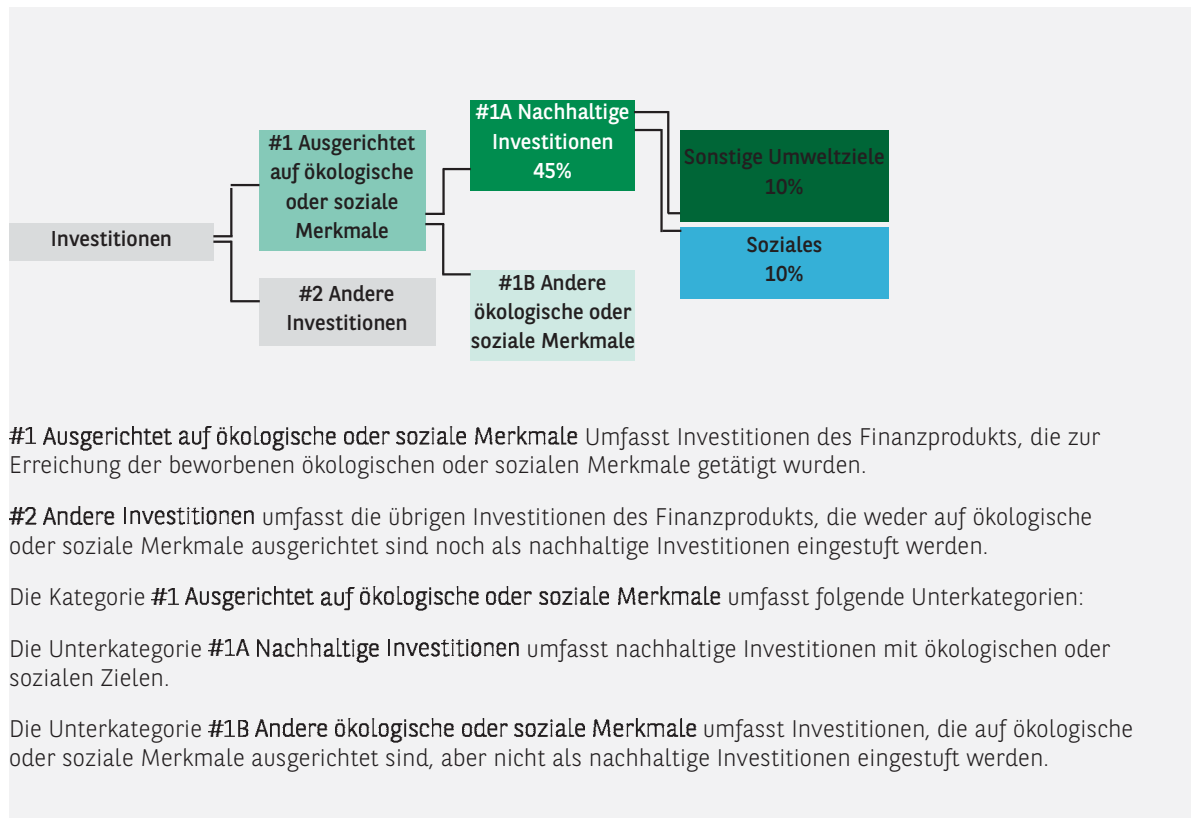 Investitionen
#1 Ausgerichtet
auf ökologische
oder soziale
Merkmale
#2 Andere
Investitionen
#1A Nachhaltige
Investitionen
45%
#1B Andere
ökologische oder
soziale Merkmale
Sonstige Umweltziele
10%
Soziales
10%
#1 Ausgerichtet auf ökologische oder soziale Merkmale Umfasst Investitionen des Finanzprodukts, die zur
Erreichung der beworbenen ökologischen oder sozialen Merkmale getätigt wurden.
#2 Andere Investitionen umfasst die übrigen Investitionen des Finanzprodukts, die weder auf ökologische
oder soziale Merkmale ausgerichtet sind noch als nachhaltige Investitionen eingestuft werden.
Die Kategorie #1 Ausgerichtet auf ökologische oder soziale Merkmale umfasst folgende Unterkategorien:
Die Unterkategorie #1A Nachhaltige Investitionen umfasst nachhaltige Investitionen mit ökologischen oder
sozialen Zielen.
Die Unterkategorie #1B Andere ökologische oder soziale Merkmale umfasst Investitionen, die auf ökologische
oder soziale Merkmale ausgerichtet sind, aber nicht als nachhaltige Investitionen eingestuft werden.